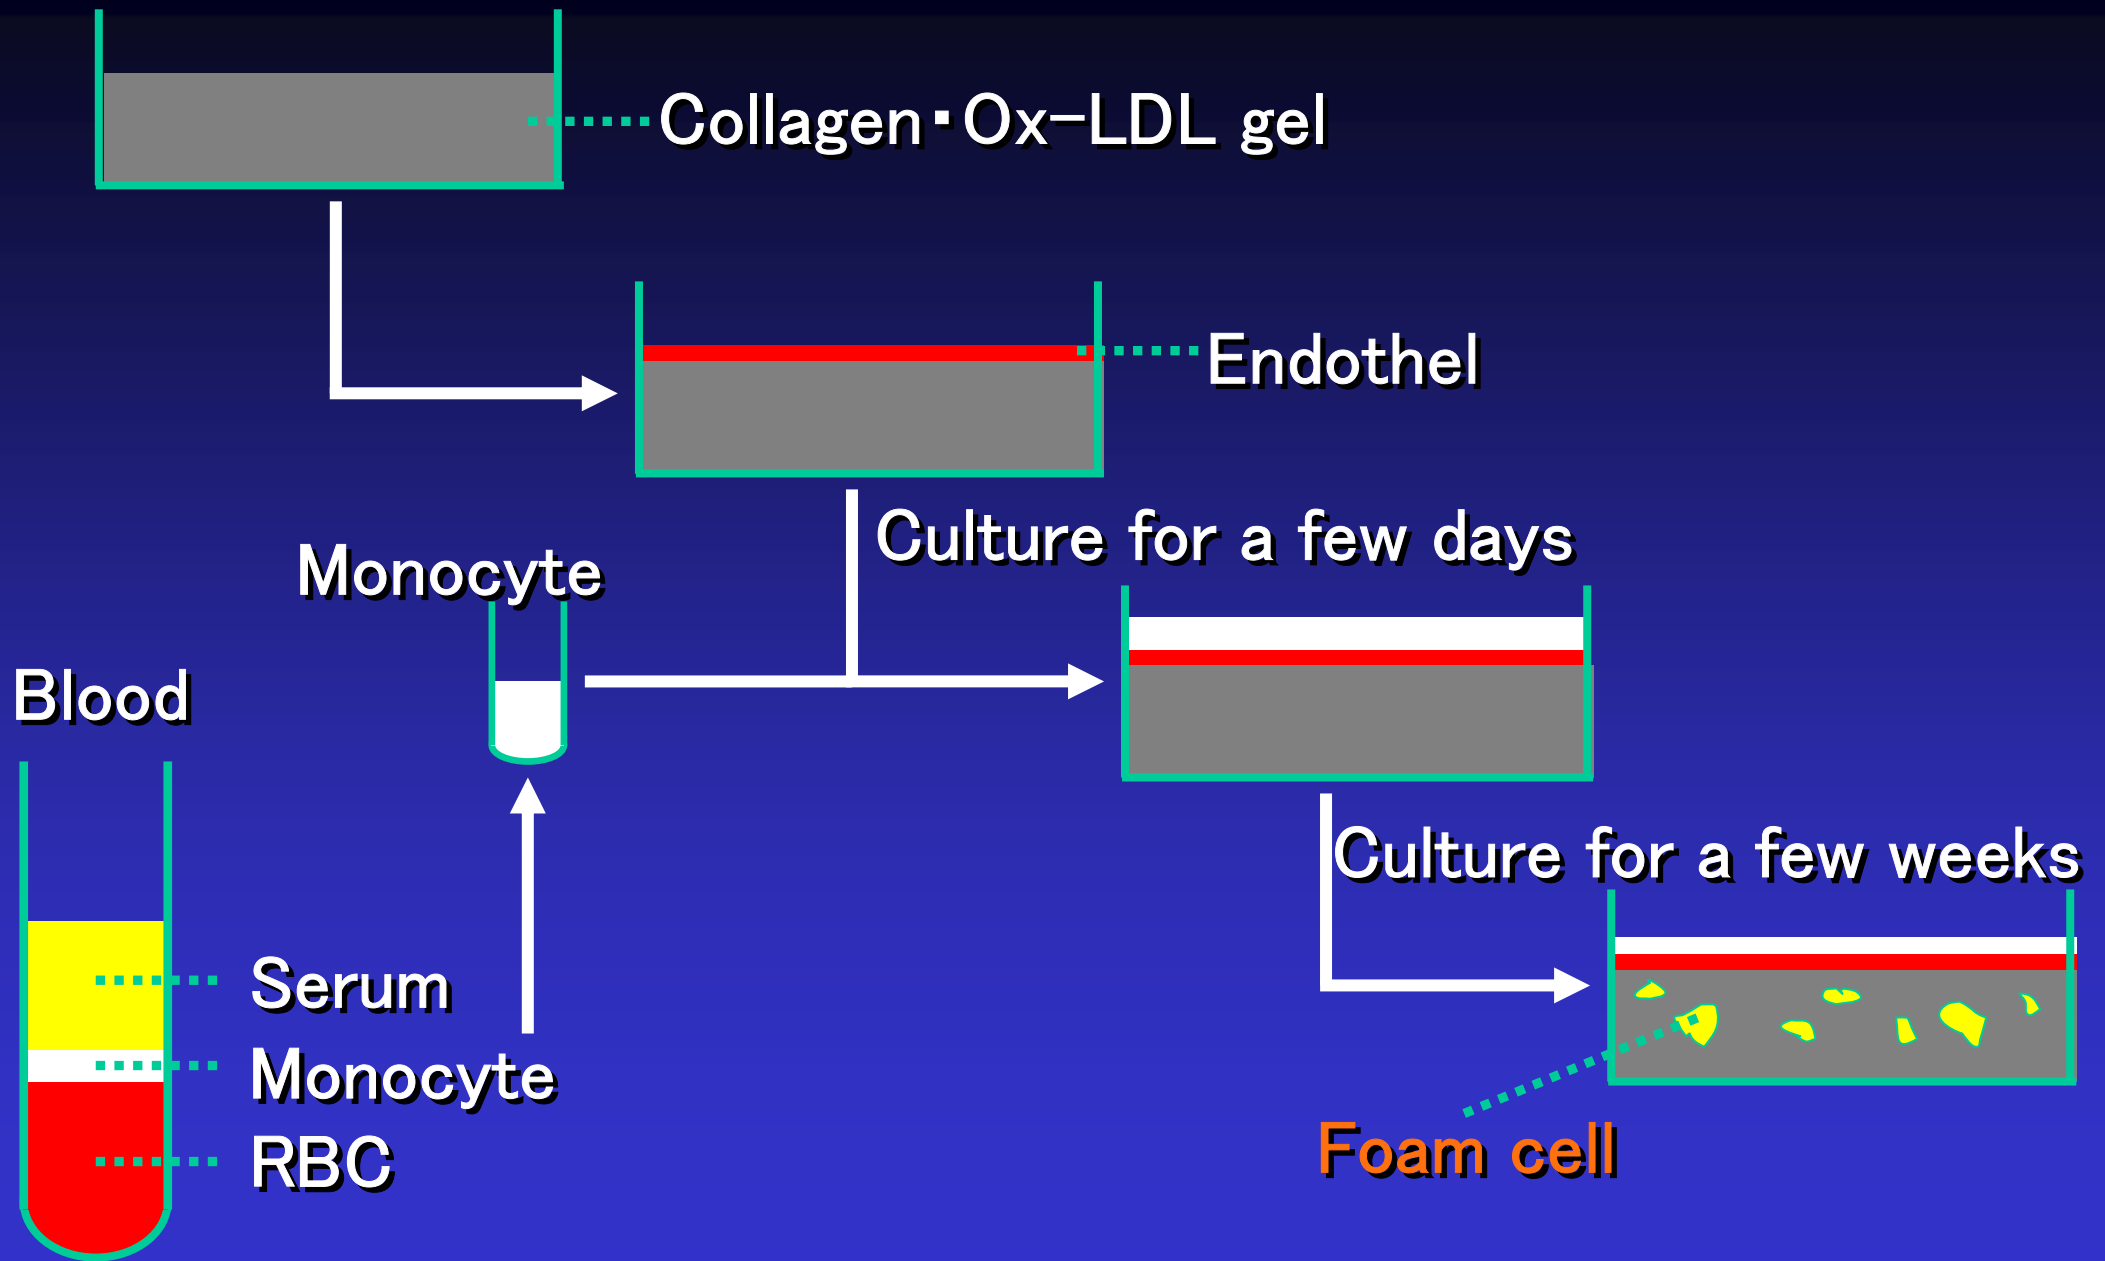 Collagen・Ox-LDL gel
Endothel
Culture for a few days
Monocyte
Blood
Culture for a few weeks
Serum
Monocyte
RBC
Foam cell